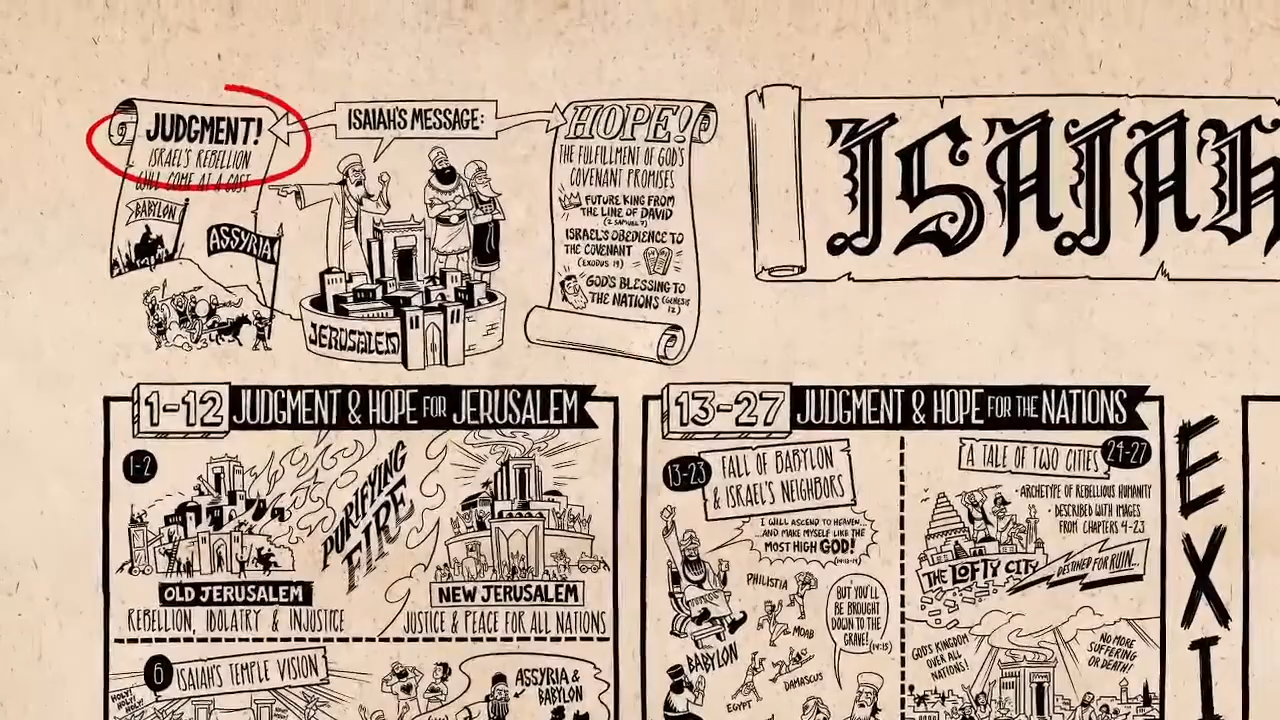 JUDGMENT!
ISRAEL'S REBELLION
WILL COME AT A COST
BABYLON
ASSYRIA
ISAIAH'S MESSAGE:
JERUSALEM
HOPE!
THE FULFILLMENT OF GOD'S
COVENANT PROMISES
FUTURE KING FROM
THE LINE OF DAVID
(2 SAMUEL 7)
ISRAEL'S OBEDIENCE TO
THE COVENANT
(EXODUS 19)
GOD'S BLESSING TO
THE NATIONS (GENESIS
12)
ISAIAH
1-12 JUDGMENT & HOPE FOR JERUSALEM
1-2
PURIFYING
FIRE
OLD JERUSALEM
REBELLION, IDOLATRY & INJUSTICE
NEW JERUSALEM
JUSTICE & PEACE FOR ALL NATIONS
6 ISAIAH'S TEMPLE VISION
HOLY!
HOLY!
HOLY!
ASSYRIA &
BABYLON
13-27 JUDGMENT & HOPE FOR THE NATIONS
13-23 FALL OF BABYLON
& ISRAEL'S NEIGHBORS
I WILL ASCEND TO HEAVEN...
...AND MAKE MYSELF LIKE THE
MOST HIGH GOD!
(14:13-14)
PHILISTIA
MOAB
BABYLON
DAMASCUS
EGYPT
BUT YOU'LL
BE BROUGHT
DOWN TO THE
GRAVE!
(14:15)
A TALE OF TWO CITIES 24-27
• ARCHETYPE OF REBELLIOUS HUMANITY
• DESCRIBED WITH IMAGES
FROM CHAPTERS 4-23
THE LOFTY CITY
DESTINED FOR RUIN...
GOD'S KINGDOM
OVER ALL
NATIONS!
NO MORE
SUFFERING
OR DEATH!
EXI